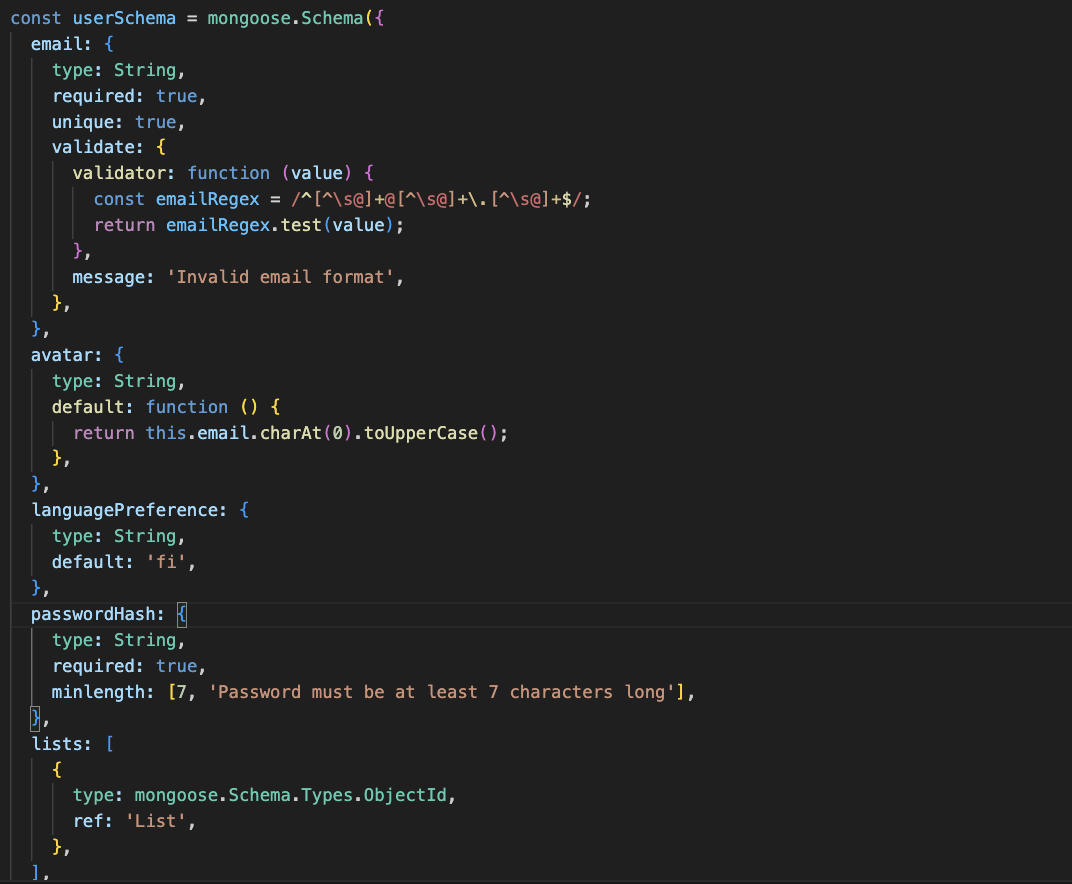 const userSchema = mongoose.Schema({
  email: {
    type: String,
    required: true,
    unique: true,
    validate: {
      validator: function (value) {
        const emailRegex = /^[^\s@]+@[^\s@]+\.[^\s@]+$/;
        return emailRegex.test(value);
      },
      message: 'Invalid email format',
    },
  },
  avatar: {
    type: String,
    default: function () {
      return this.email.charAt(0).toUpperCase();
    },
  },
  languagePreference: {
    type: String,
    default: 'fi',
  },
  passwordHash: {
    type: String,
    required: true,
    minlength: [7, 'Password must be at least 7 characters long'],
  },
  lists: [
    {
      type: mongoose.Schema.Types.ObjectId,
      ref: 'List',
    },
  ],